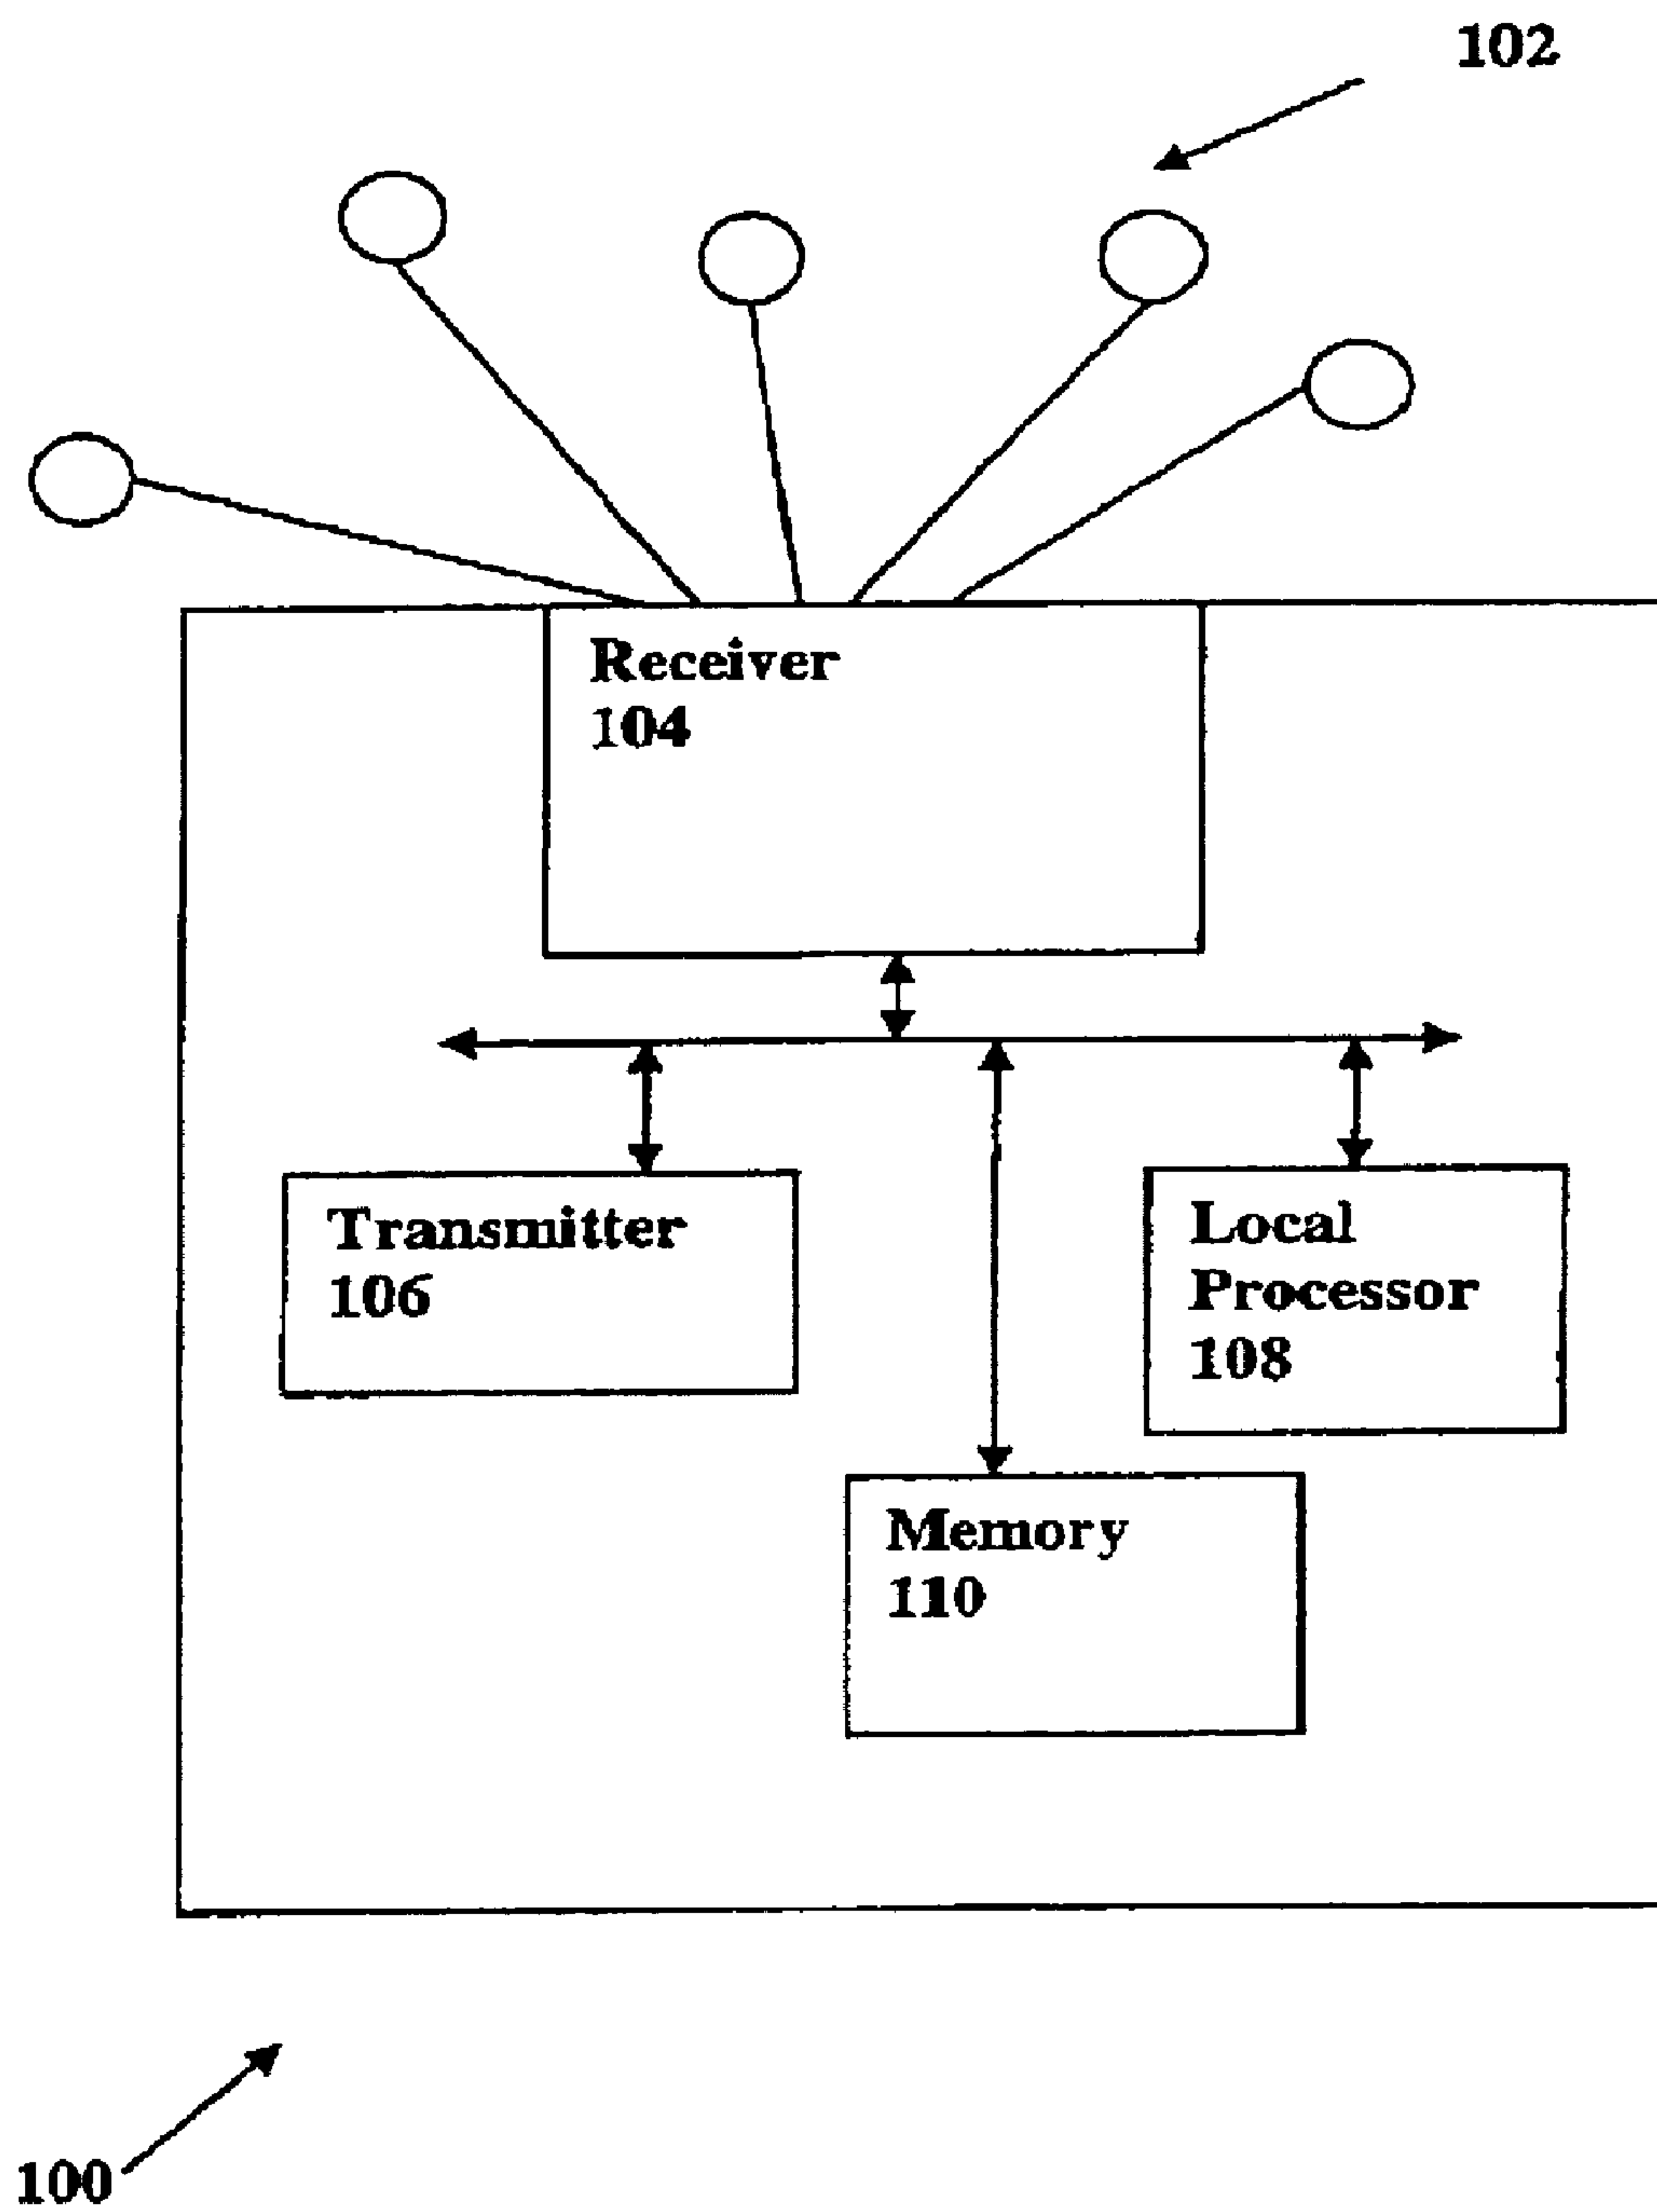 102
Receiver
104
Transmitter
106
Local
Processor
108
Memory
110
100